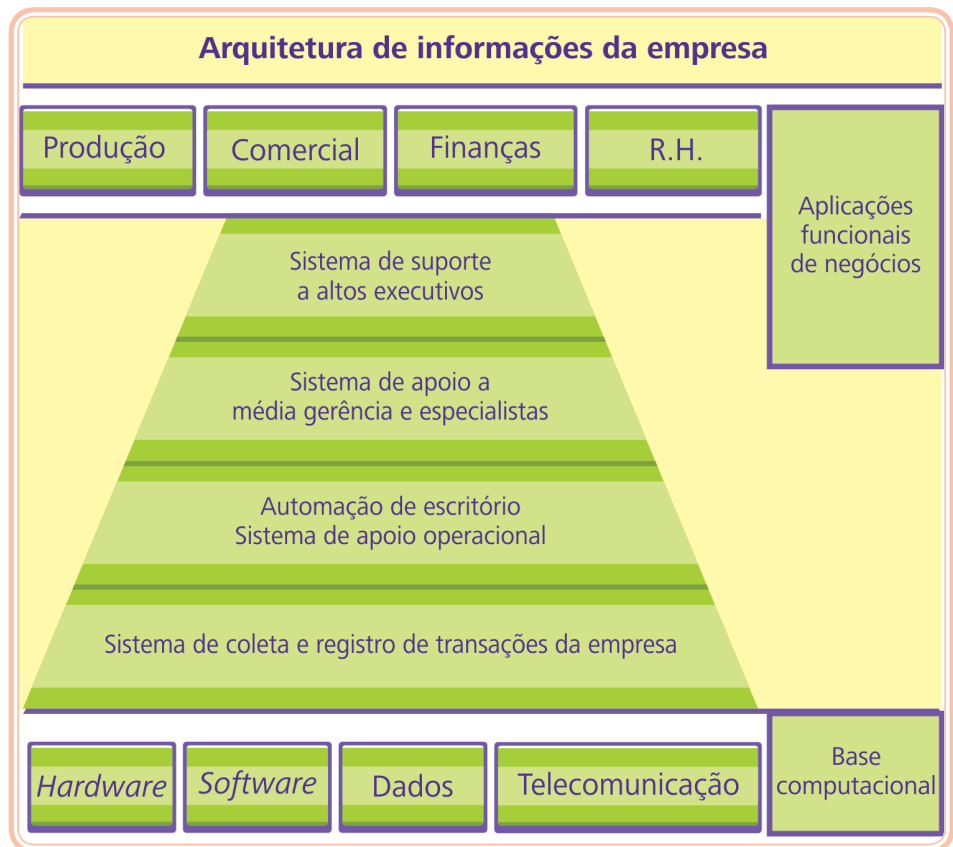 Arquitetura de informações da empresa
Produção
Comercial
Finanças
R.H.
Aplicações
funcionais
de negócios
Sistema de suporte
a altos executivos
Sistema de apoio a
média gerência e especialistas
Automação de escritório
Sistema de apoio operacional
Sistema de coleta e registro de transações da empresa
Hardware
Software
Dados
Telecomunicação
Base
computacional